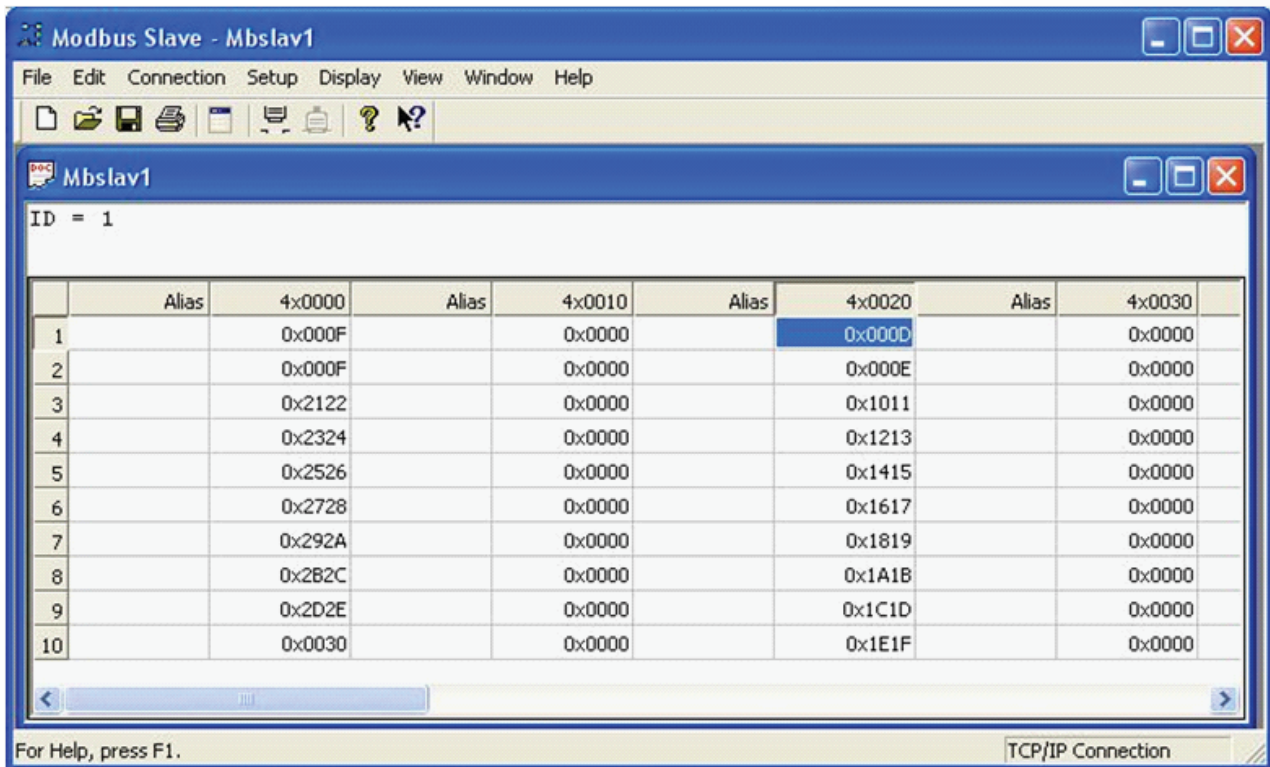 Modbus Slave - Mbslav1
File Edit Connection Setup Display View Window Help
Mbslav1
ID = 1
Alias 4x0000 Alias 4x0010 Alias 4x0020 Alias 4x0030
1 0x000F 0x0000 0x000D 0x0000
2 0x000F 0x0000 0x000E 0x0000
3 0x2122 0x0000 0x1011 0x0000
4 0x2324 0x0000 0x1213 0x0000
5 0x2526 0x0000 0x1415 0x0000
6 0x2728 0x0000 0x1617 0x0000
7 0x292A 0x0000 0x1819 0x0000
8 0x2B2C 0x0000 0x1A1B 0x0000
9 0x2D2E 0x0000 0x1C1D 0x0000
10 0x0030 0x0000 0x1E1F 0x0000
For Help, press F1. TCP/IP Connection